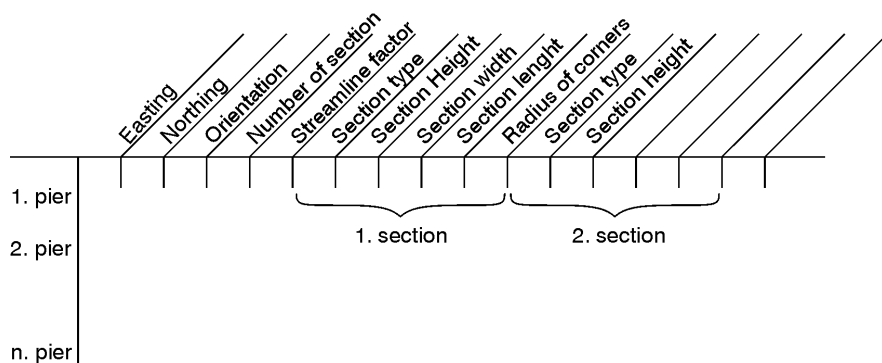 Easting
Northing
Orientation
Number of section
Streamline factor
Section type
Section Height
Section width
Section lenght
Radius of corners
Section type
Section height
1. pier
1. section
2. section
2. pier
n. pier